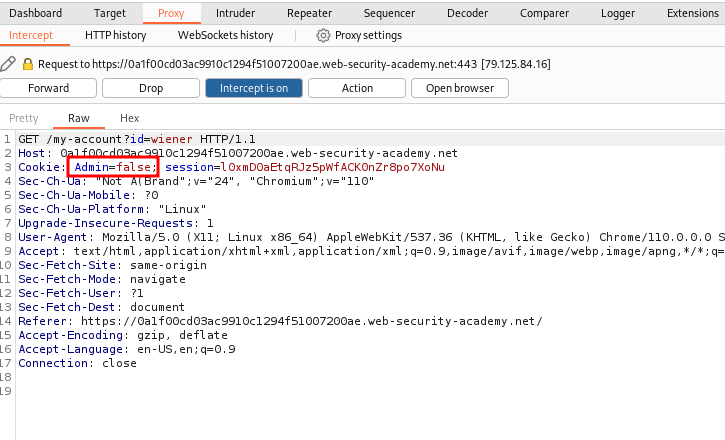 Dashboard Target Proxy Intruder Repeater Sequencer Decoder Comparer Logger Extensions
Intercept HTTP history WebSockets history Proxy settings
Request to https://0a1f00cd03ac9910c1294f51007200ae.web-security-academy.net:443 [79.125.84.16]
Forward Drop Intercept is on Action Open browser
Pretty Raw Hex
1 GET /my-account?id=wiener HTTP/1.1
2 Host: 0a1f00cd03ac9910c1294f51007200ae.web-security-academy.net
3 Cookie: Admin=false; session=l0xmD0aEtqRJz5pWfACK0nZr8po7XoNu
4 Sec-Ch-Ua: "Not A(Brand";v="24", "Chromium";v="110"
5 Sec-Ch-Ua-Mobile: ?0
6 Sec-Ch-Ua-Platform: "Linux"
7 Upgrade-Insecure-Requests: 1
8 User-Agent: Mozilla/5.0 (X11; Linux x86_64) AppleWebKit/537.36 (KHTML, like Gecko) Chrome/110.0.0.0 S
9 Accept: text/html,application/xhtml+xml,application/xml;q=0.9,image/avif,image/webp,image/apng,*/*;q=
10 Sec-Fetch-Site: same-origin
11 Sec-Fetch-Mode: navigate
12 Sec-Fetch-User: ?1
13 Sec-Fetch-Dest: document
14 Referer: https://0a1f00cd03ac9910c1294f51007200ae.web-security-academy.net/
15 Accept-Encoding: gzip, deflate
16 Accept-Language: en-US,en;q=0.9
17 Connection: close
18
19